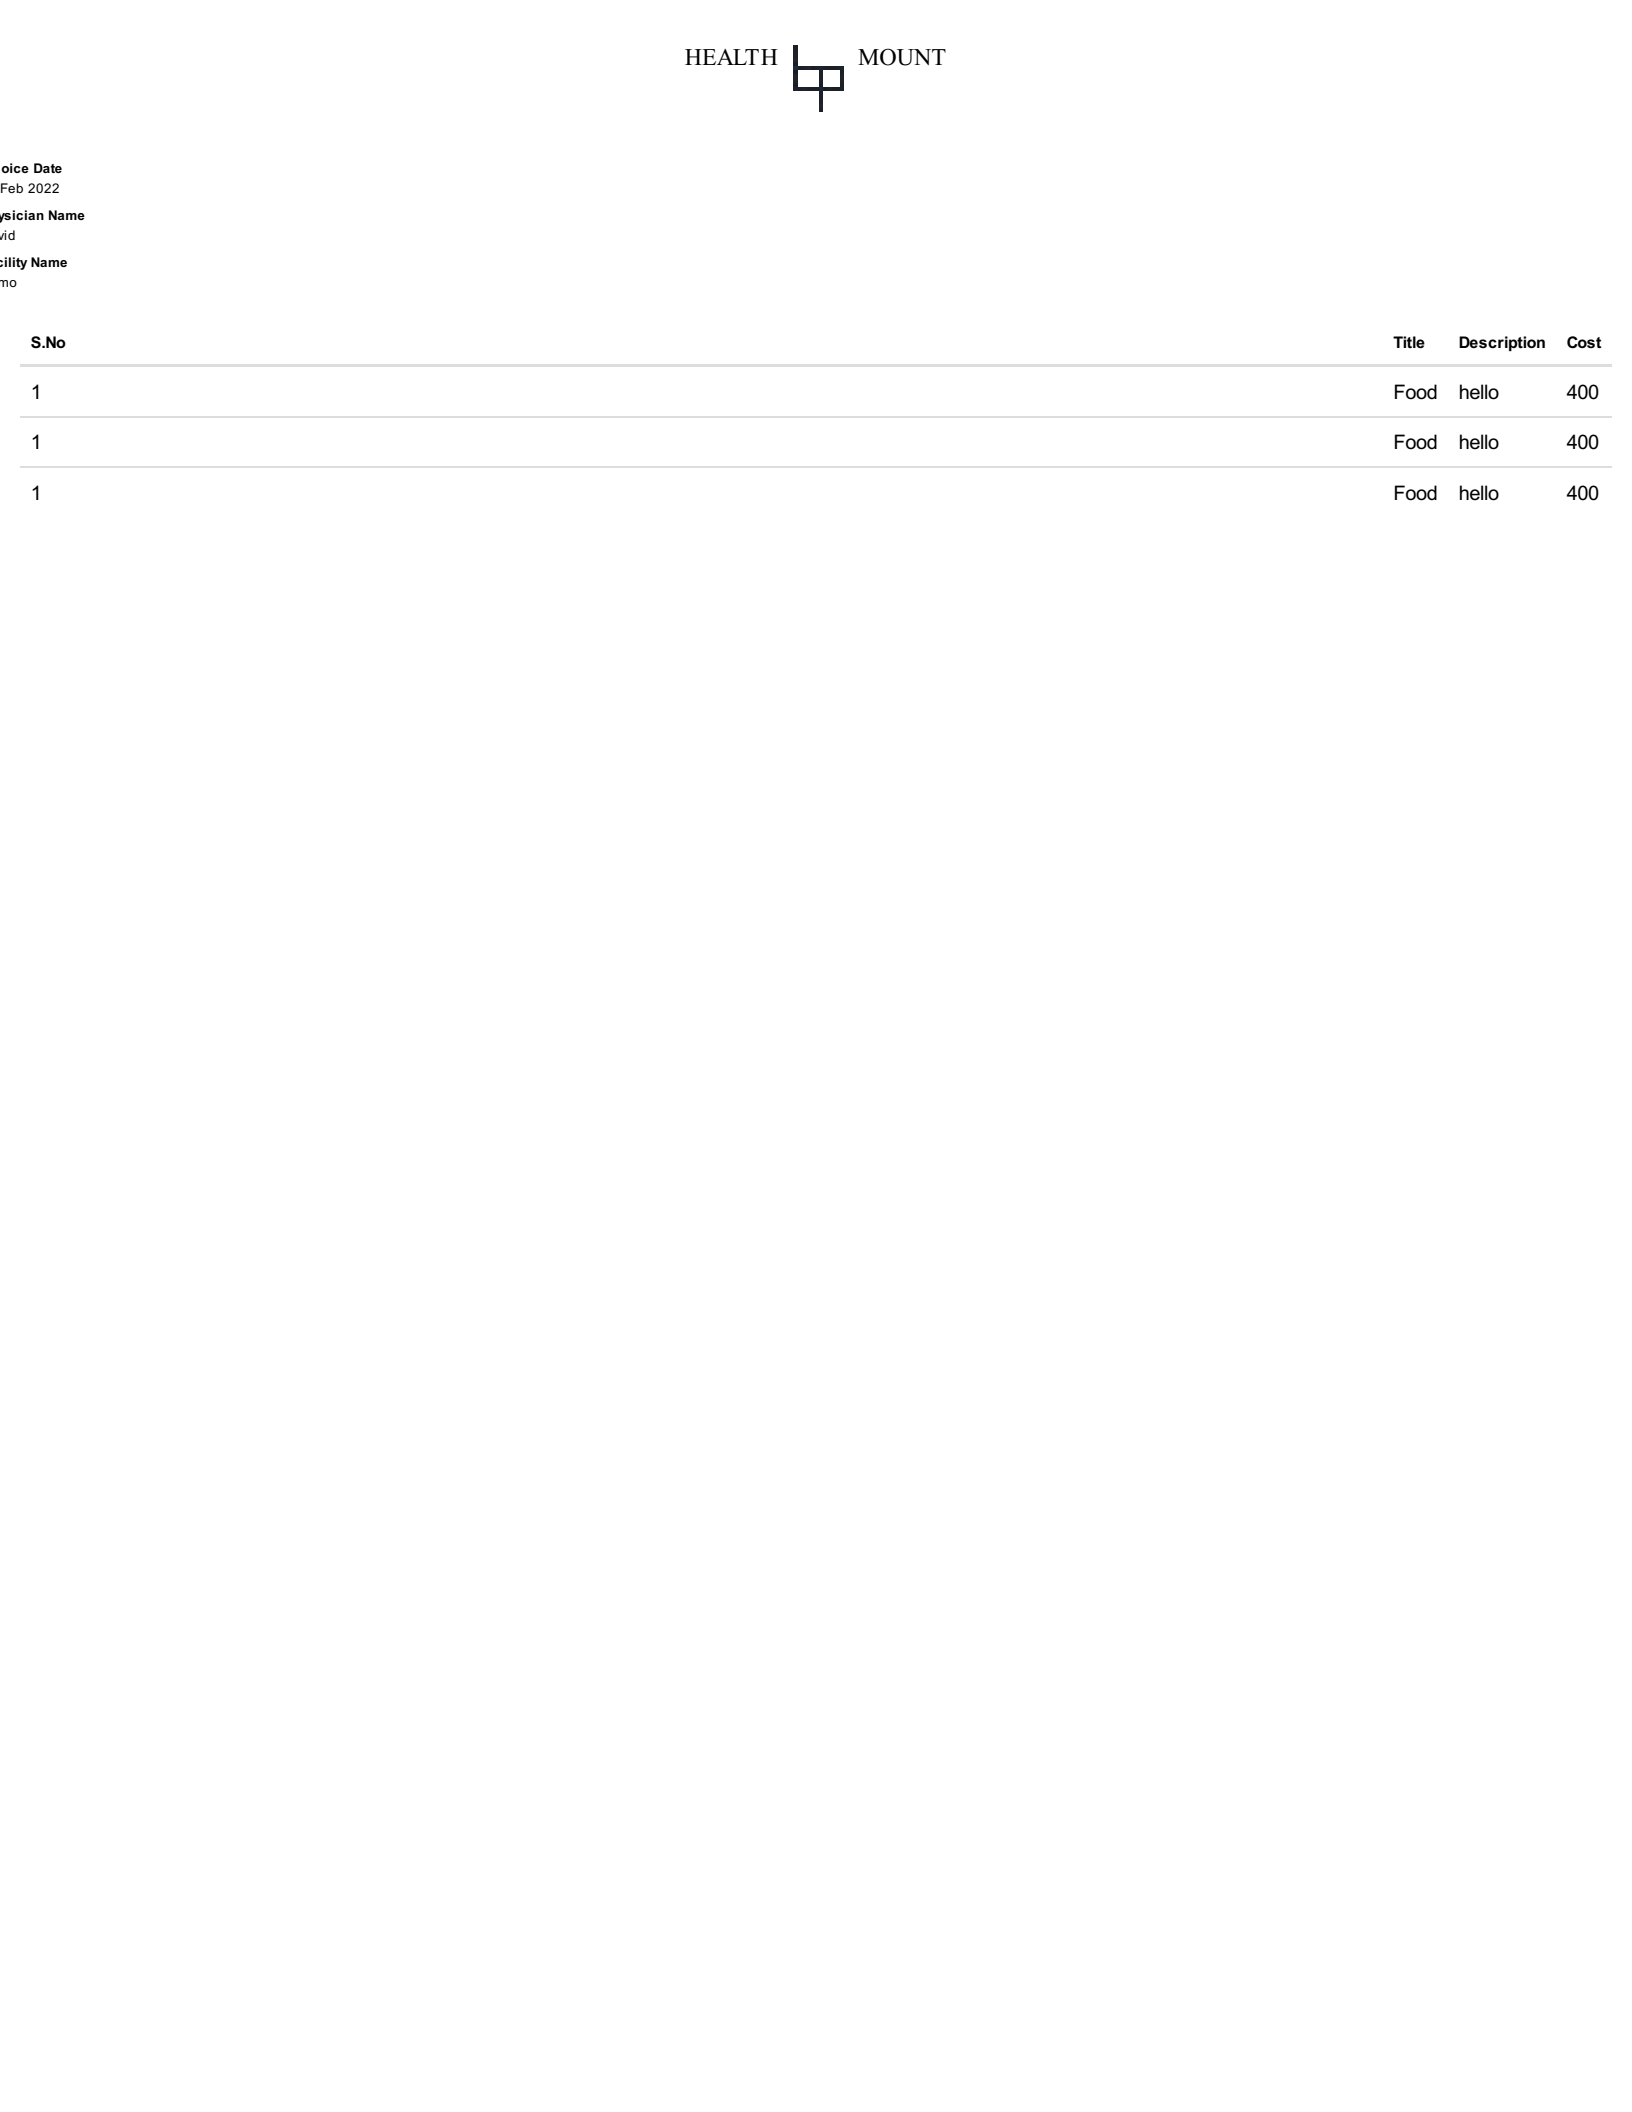 HEALTH MOUNT
oice Date
Feb 2022
ysician Name
vid
cility Name
mo
S.No Title Description Cost
1 Food hello 400
1 Food hello 400
1 Food hello 400